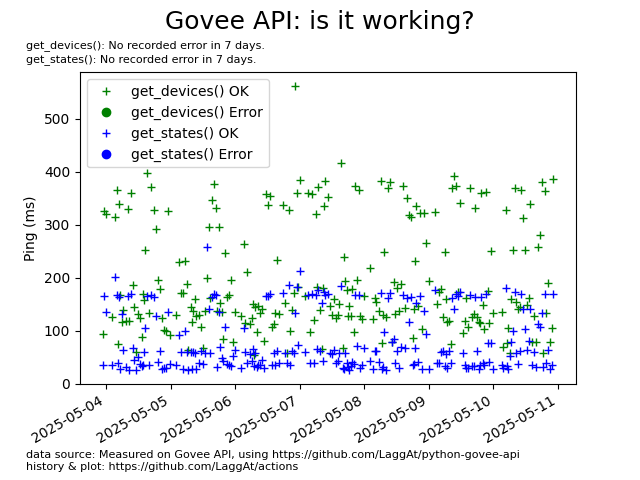 Govee API: is it working?
get_devices(): No recorded error in 7 days.
get_states(): No recorded error in 7 days.
get_devices() OK
get_devices() Error
get_states() OK
get_states() Error
Ping (ms)
500
400
300
200
100
0
2025-05-04
2025-05-05
2025-05-06
2025-05-07
2025-05-08
2025-05-09
2025-05-10
2025-05-11
data source: Measured on Govee API, using https://github.com/LaggAt/python-govee-api
history & plot: https://github.com/LaggAt/actions